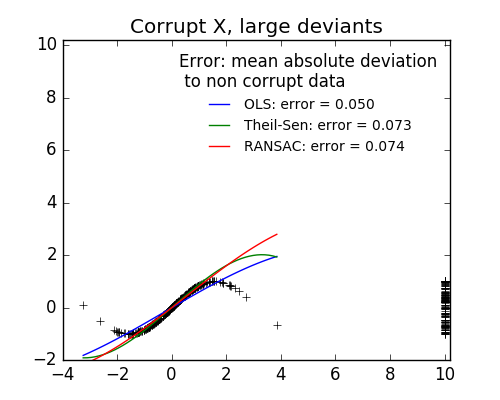 Corrupt X, large deviants
Error: mean absolute deviation
to non corrupt data
OLS: error = 0.050
Theil-Sen: error = 0.073
RANSAC: error = 0.074
10
8
6
4
2
0
−2
−4 −2 0 2 4 6 8 10